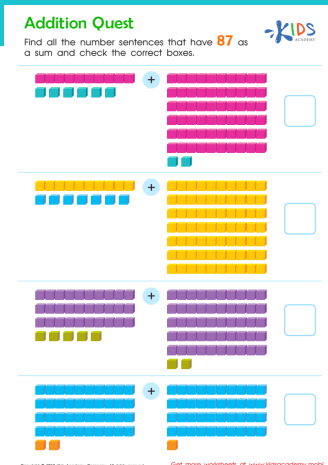 Addition Quest
KIDS
ACADEMY
Find all the number sentences that have 87 as
a sum and check the correct boxes.
+
+
+
+
Get more worksheets at www.kidsacademy.mobi